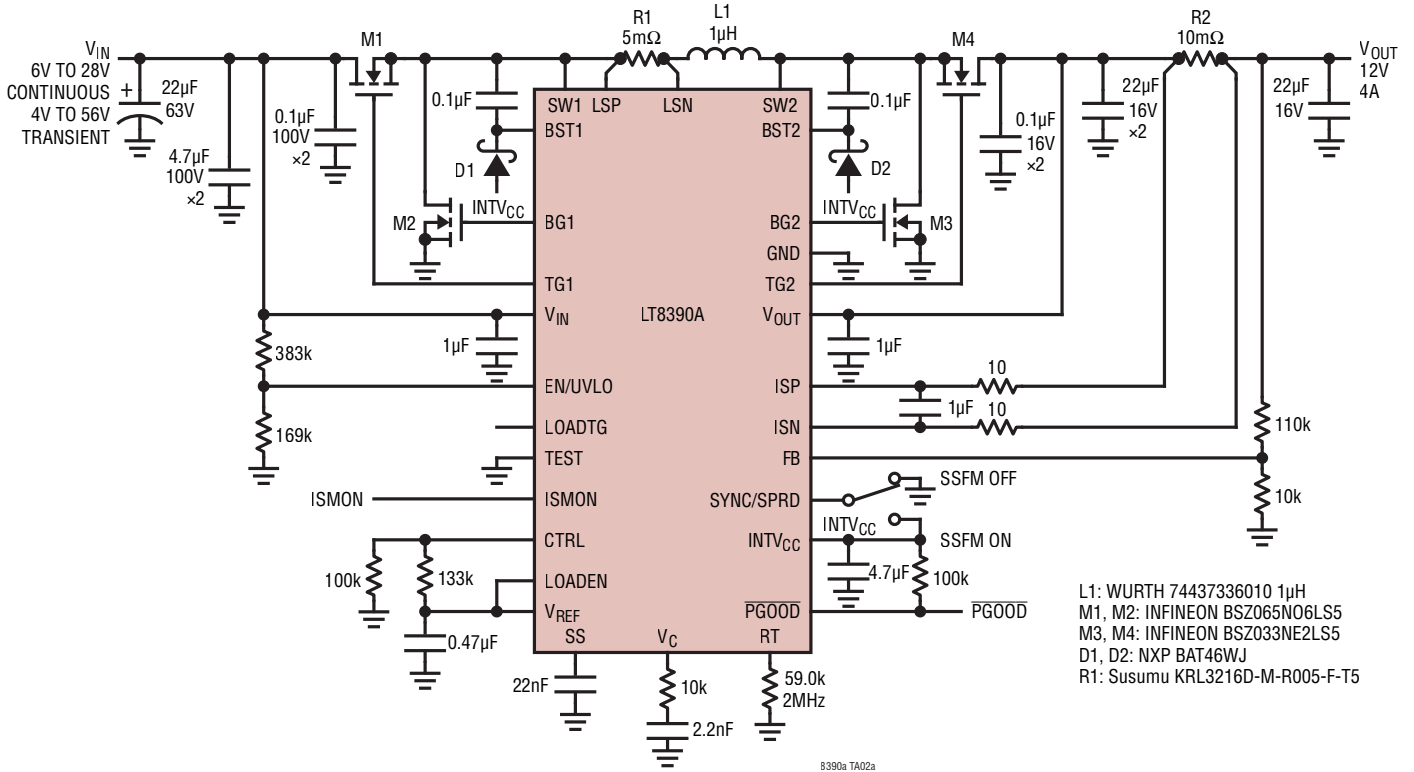 R1
5mΩ
L1
1µH
R2
10mΩ
M1
M4
VIN
6V TO 28V
CONTINUOUS
4V TO 56V
TRANSIENT
+
22µF
63V
4.7µF
100V
×2
0.1µF
100V
×2
0.1µF
0.1µF
0.1µF
16V
×2
22µF
16V
×2
22µF
16V
VOUT
12V
4A
SW1
LSP
LSN
SW2
BST1
BST2
D1
D2
INTVCC
INTVCC
M2
M3
BG1
BG2
GND
TG1
TG2
VIN
LT8390A
VOUT
383k
1µF
1µF
EN/UVLO
ISP
10
1µF
10
ISN
169k
LOADTG
110k
TEST
FB
ISMON
ISMON
SYNC/SPRD
SSFM OFF
10k
INTVCC
CTRL
INTVCC
SSFM ON
100k
133k
LOADEN
4.7µF
100k
VREF
PGOOD
PGOOD
0.47µF
SS
VC
RT
22nF
10k
59.0k
2MHz
2.2nF
L1: WURTH 74437336010 1µH
M1, M2: INFINEON BSZ065NO6LS5
M3, M4: INFINEON BSZ033NE2LS5
D1, D2: NXP BAT46WJ
R1: Susumu KRL3216D-M-R005-F-T5
8390a TA02a